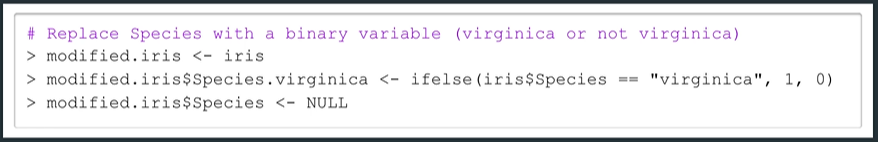 # Replace Species with a binary variable (virginica or not virginica)
> modified.iris <- iris
> modified.iris$Species.virginica <- ifelse(iris$Species == "virginica", 1, 0)
> modified.iris$Species <- NULL